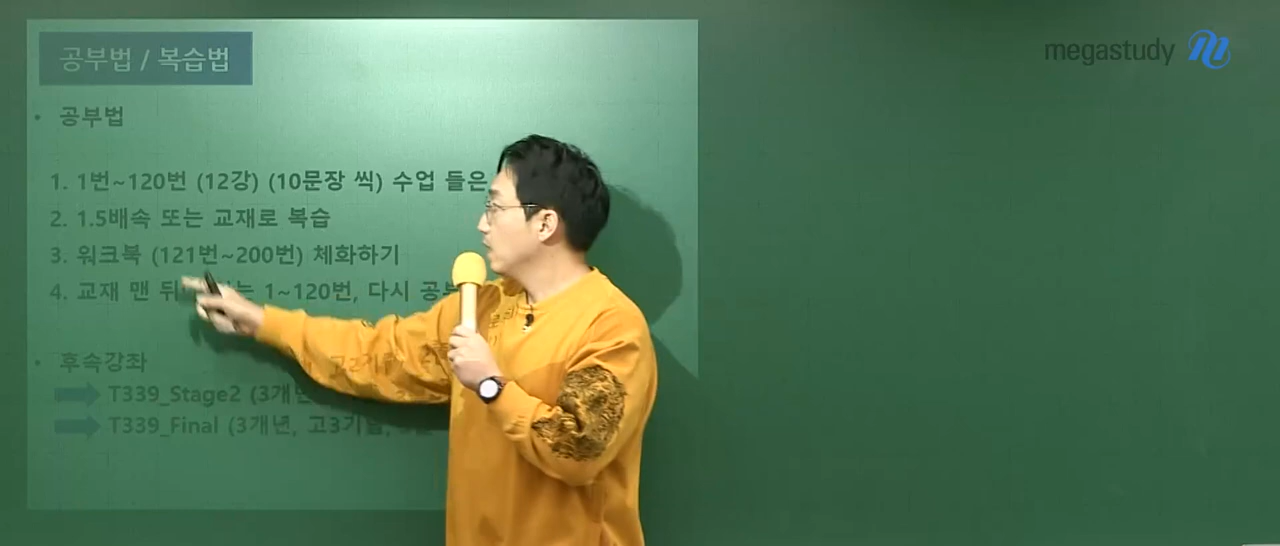 megastudy
공부법 / 복습법
• 공부법
1. 1번~120번 (12강) (10문장 씩) 수업 들은
2. 1.5배속 또는 교재로 복습
3. 워크북 (121번~200번) 체화하기
4. 교재 맨 뒤 는 1~120번, 다시
• 후속강좌
T339_Stage2 (3개년
T339_Final (3개년, 고3기출,